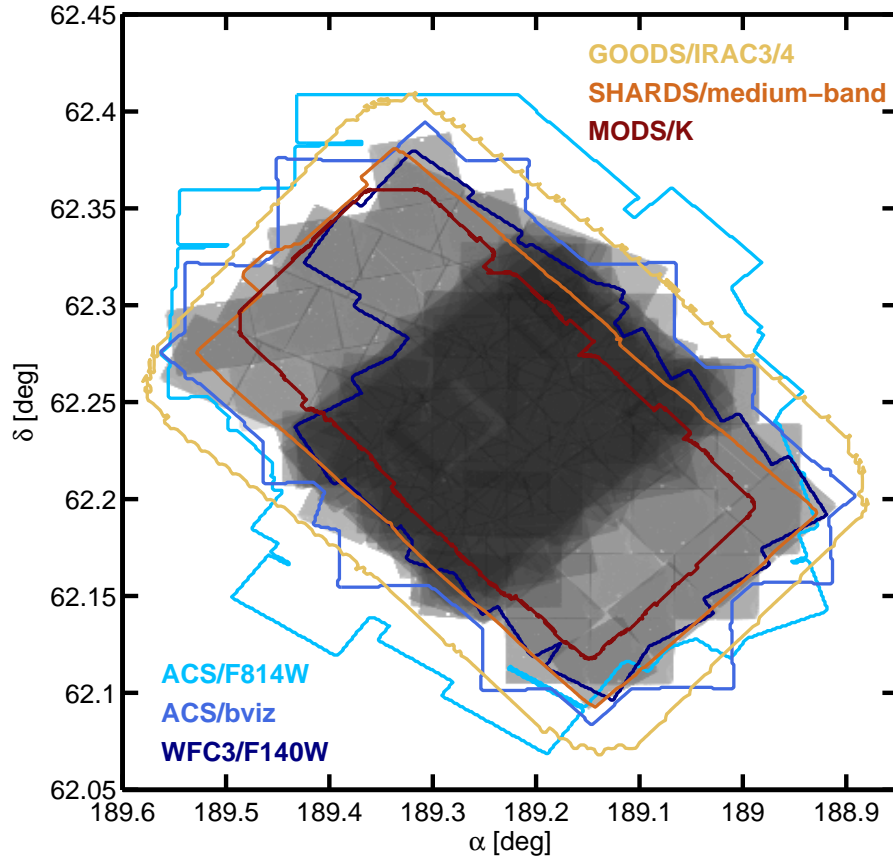 62.45
62.4
62.35
62.3
62.25
62.2
62.15
62.1
62.05
δ [deg]
GOODS/IRAC3/4
SHARDS/medium−band
MODS/K
ACS/F814W
ACS/bviz
WFC3/F140W
189.6 189.5 189.4 189.3 189.2 189.1 189 188.9
α [deg]